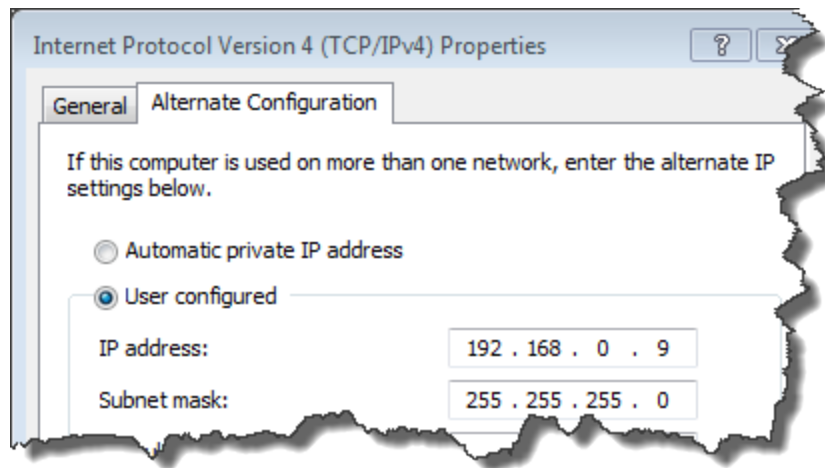 Internet Protocol Version 4 (TCP/IPv4) Properties
General
Alternate Configuration
If this computer is used on more than one network, enter the alternate IP
settings below.
Automatic private IP address
User configured
IP address: 192 . 168 . 0 . 9
Subnet mask: 255 . 255 . 255 . 0